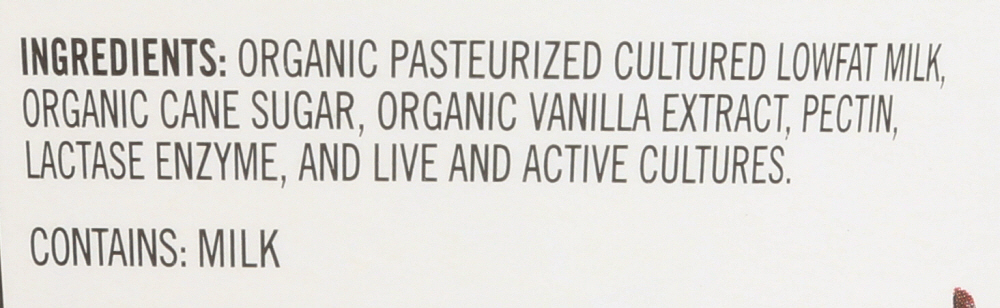 INGREDIENTS: ORGANIC PASTEURIZED CULTURED LOWFAT MILK,
ORGANIC CANE SUGAR, ORGANIC VANILLA EXTRACT, PECTIN,
LACTASE ENZYME, AND LIVE AND ACTIVE CULTURES.
CONTAINS: MILK